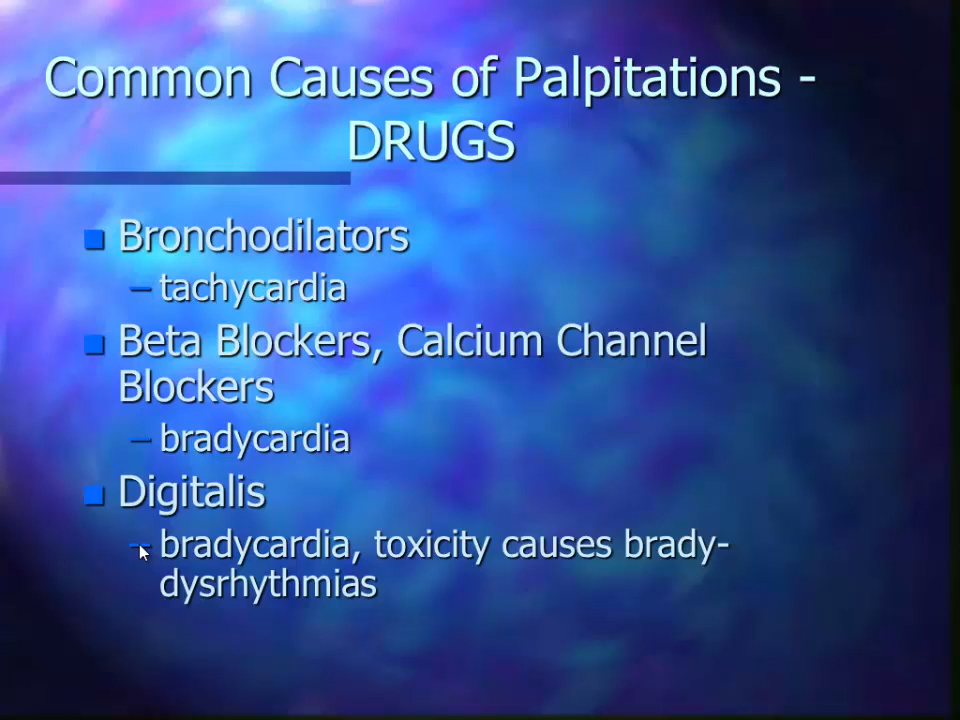 Common Causes of Palpitations -
DRUGS
Bronchodilators
– tachycardia
Beta Blockers, Calcium Channel
Blockers
– bradycardia
Digitalis
– bradycardia, toxicity causes brady-
dysrhythmias